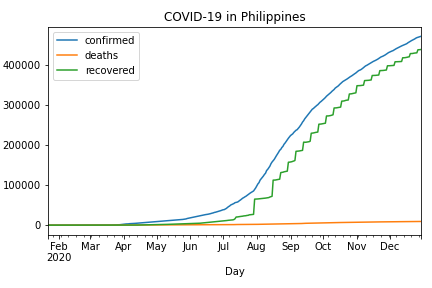 COVID-19 in Philippines
confirmed
deaths
recovered
400000
300000
200000
100000
0
Feb Mar Apr May Jun Jul Aug Sep Oct Nov Dec
2020
Day